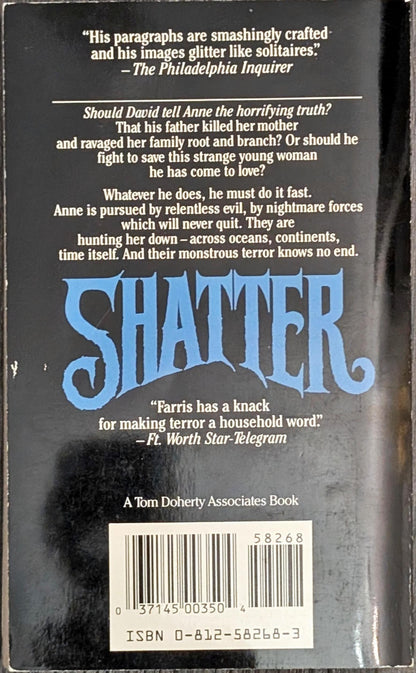 “His paragraphs are smashingly crafted
and his images glitter like solitaires.”
– The Philadelphia Inquirer
Should David tell Anne the horrifying truth?
That his father killed her mother
and ravaged her family root and branch? Or should he
fight to save this strange young woman
he has come to love?
Whatever he does, he must do it fast.
Anne is pursued by relentless evil, by nightmare forces
which will never quit. They are
hunting her down – across oceans, continents,
time itself. And their monstrous terror knows no end.
SHATTER
“Farris has a knack
for making terror a household word.”
– Ft. Worth Star-Telegram
A Tom Doherty Associates Book
58268
0 37145 00350 4
ISBN 0-812-58268-3